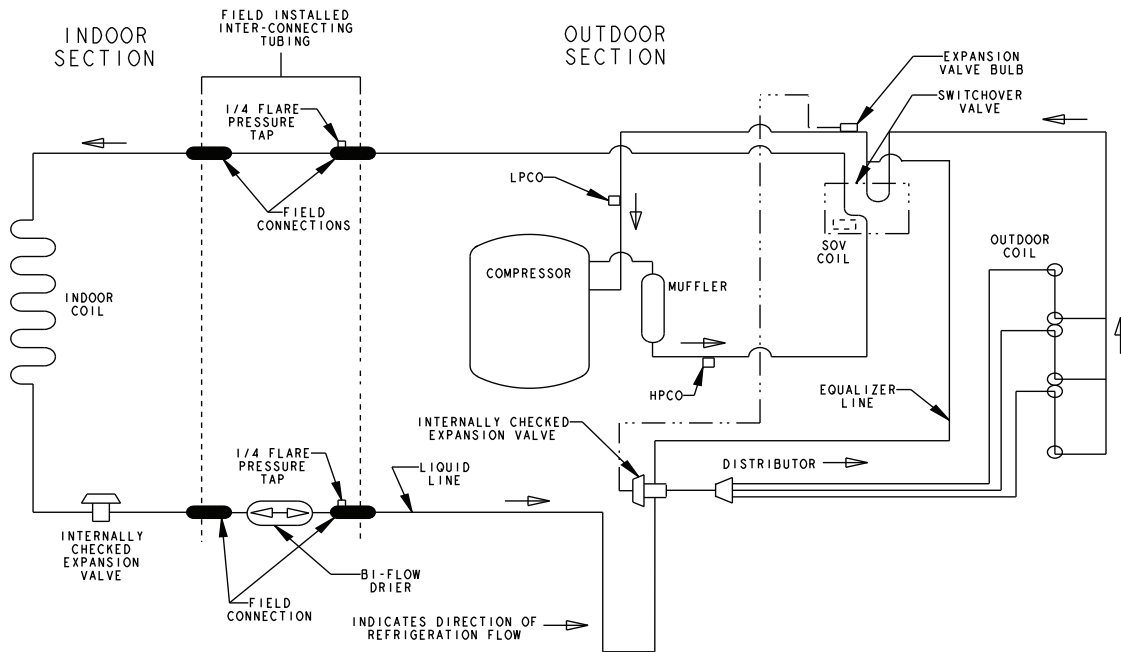 INDOOR
SECTION
FIELD INSTALLED
INTER-CONNECTING
TUBING
OUTDOOR
SECTION
EXPANSION
VALVE BULB
SWITCHOVER
VALVE
1/4 FLARE
PRESSURE
TAP
LPCO
FIELD
CONNECTIONS
SOV
COIL
OUTDOOR
COIL
COMPRESSOR
MUFFLER
INDOOR
COIL
HPCO
EQUALIZER
LINE
INTERNALLY CHECKED
EXPANSION VALVE
1/4 FLARE
PRESSURE
TAP
LIQUID
LINE
DISTRIBUTOR
INTERNALLY
CHECKED
EXPANSION
VALVE
BI-FLOW
DRIER
FIELD
CONNECTION
INDICATES DIRECTION OF
REFRIGERATION FLOW